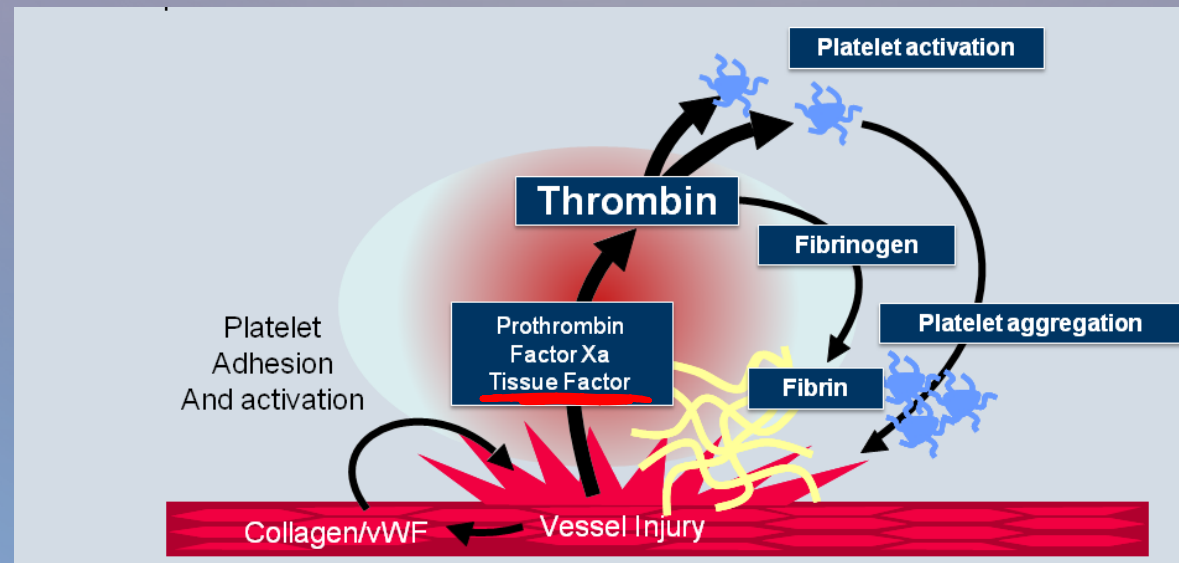 Platelet activation
Thrombin
Fibrinogen
Prothrombin
Factor Xa
Tissue Factor
Platelet
Adhesion
And activation
Platelet aggregation
Fibrin
Collagen/vWF
Vessel Injury